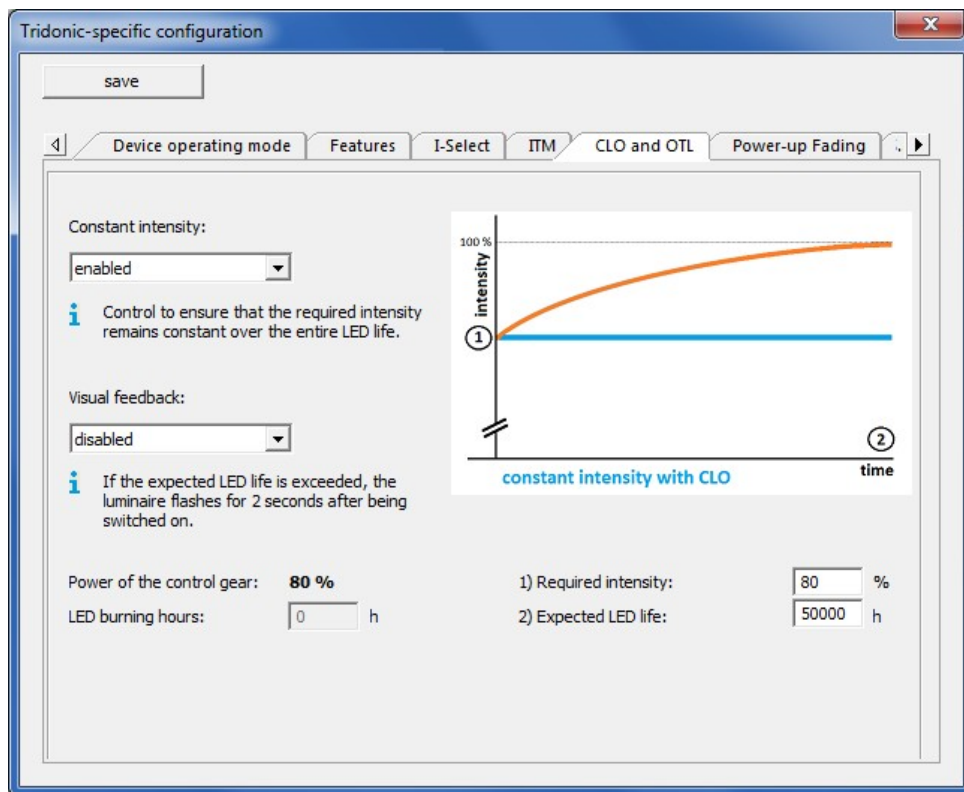 Tridonic-specific configuration
save
Device operating mode Features I-Select ITM CLO and OTL Power-up Fading
Constant intensity:
enabled
Control to ensure that the required intensity
remains constant over the entire LED life.
Visual feedback:
disabled
If the expected LED life is exceeded, the
luminaire flashes for 2 seconds after being
switched on.
100 %
intensity
1
2
time
constant intensity with CLO
Power of the control gear: 80 %
1) Required intensity: 80 %
LED burning hours: 0 h
2) Expected LED life: 50000 h